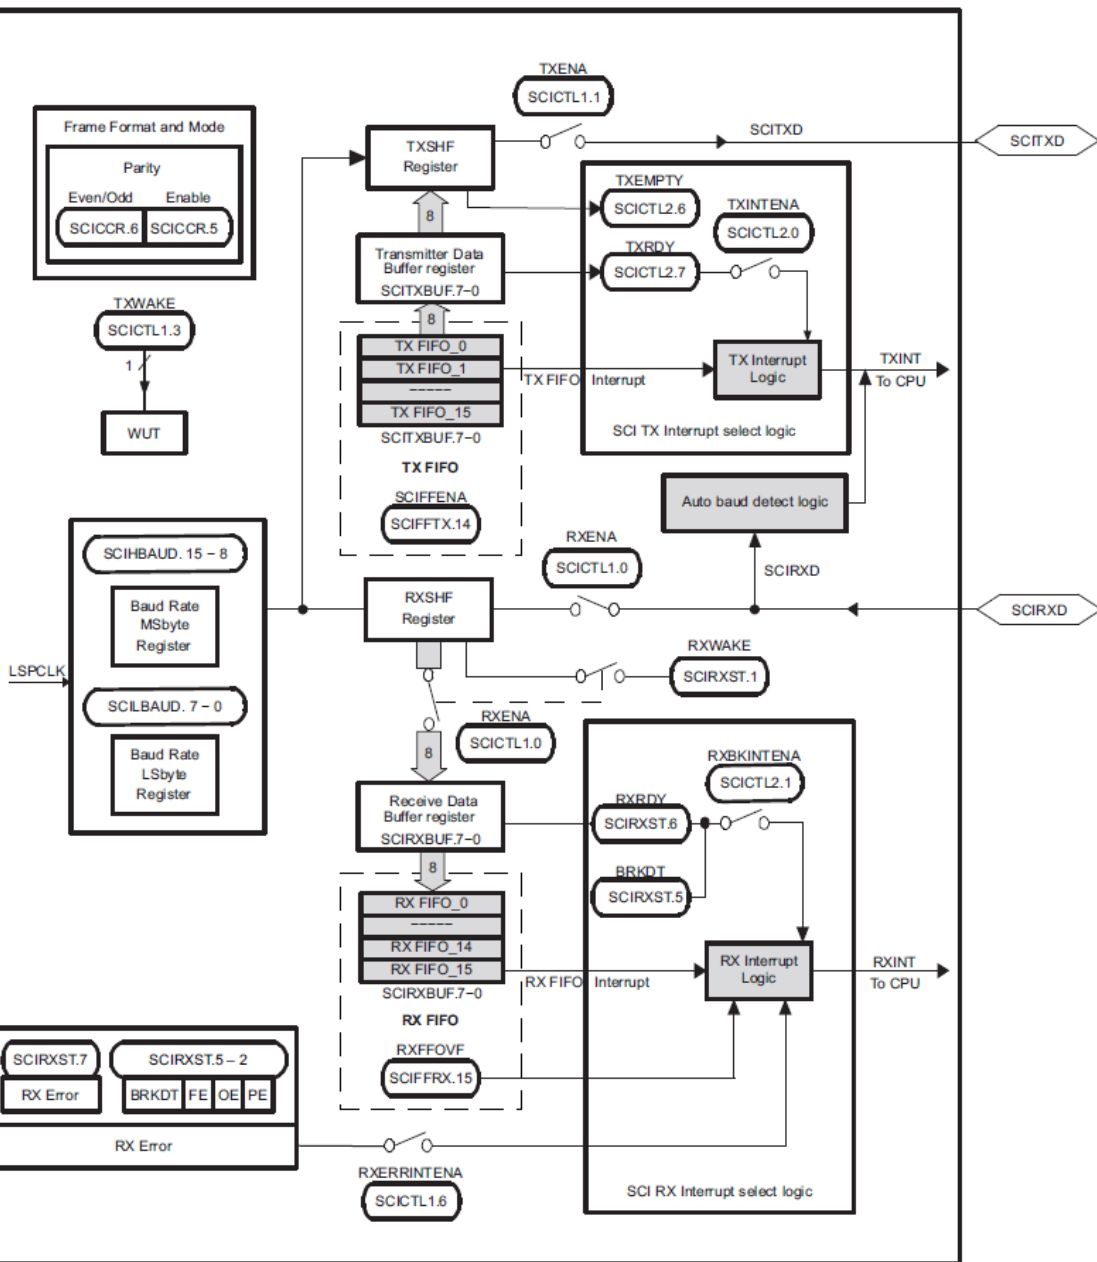 TXENA
SCICTL1.1
Frame Format and Mode
Parity
Even/Odd Enable
SCICCR.6 SCICCR.5
TXSHF
Register
SCITXD
SCITXD
TXEMPTY
SCICTL2.6
TXINTENA
SCICTL2.0
8
Transmitter Data
Buffer register
SCITXBUF.7−0
TXRDY
SCICTL2.7
TXWAKE
SCICTL1.3
1
WUT
8
TX FIFO_0
TX FIFO_1
−−−−−
TX FIFO_15
SCITXBUF.7−0
TX FIFO
SCIFFENA
SCIFFTX.14
TX FIFO Interrupt
TX Interrupt
Logic
TXINT
To CPU
SCI TX Interrupt select logic
Auto baud detect logic
SCIHBAUD. 15 − 8
Baud Rate
MSbyte
Register
LSPCLK
SCILBAUD. 7 − 0
Baud Rate
LSbyte
Register
RXENA
SCICTL1.0
SCIRXD
RXSHF
Register
SCIRXD
RXWAKE
SCIRXST.1
RXENA
SCICTL1.0
8
Receive Data
Buffer register
SCIRXBUF.7−0
RXBKINTENA
SCICTL2.1
RXRDY
SCIRXST.6
BRKDT
SCIRXST.5
8
RX FIFO_0
−−−−−
RX FIFO_14
RX FIFO_15
SCIRXBUF.7−0
RX FIFO
RXFFOVF
SCIFFRX.15
RX FIFO Interrupt
RX Interrupt
Logic
RXINT
To CPU
SCIRXST.7 SCIRXST.5 − 2
RX Error BRKDT FE OE PE
RX Error
RXERRINTENA
SCICTL1.6
SCI RX Interrupt select logic